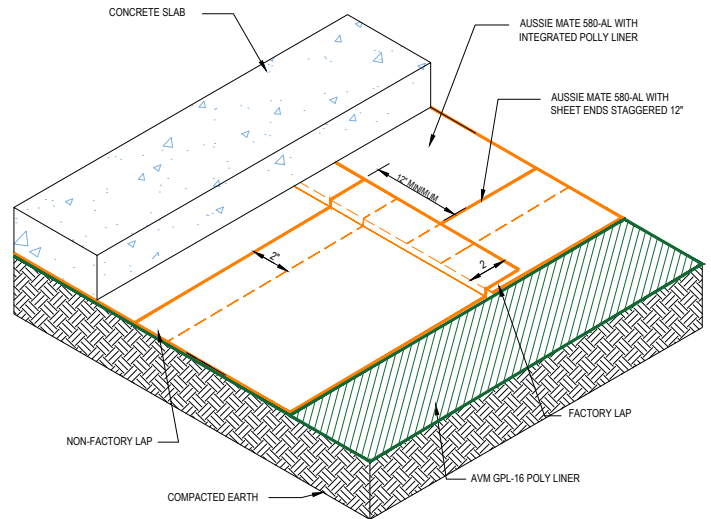 CONCRETE SLAB
AUSSIE MATE 580-AL WITH
INTEGRATED POLLY LINER
AUSSIE MATE 580-AL WITH
SHEET ENDS STAGGERED 12"
12" MINIMUM
2"
2
NON-FACTORY LAP
FACTORY LAP
AVM GPL-16 POLY LINER
COMPACTED EARTH